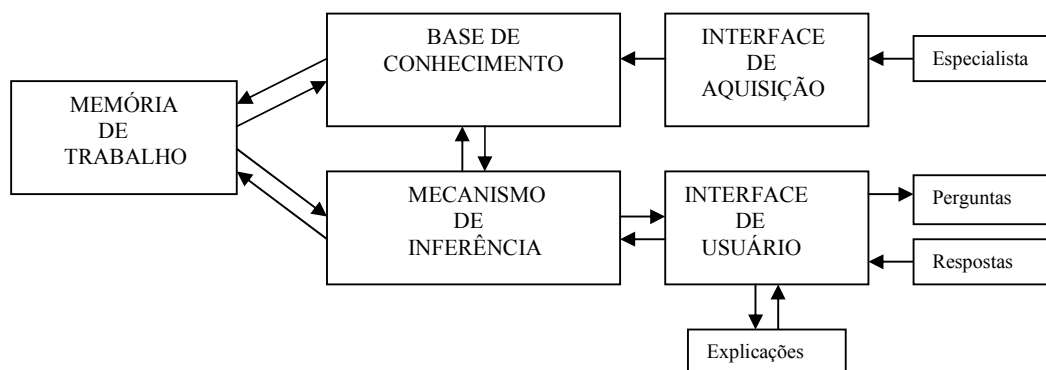 BASE DE
CONHECIMENTO
INTERFACE
DE
AQUISIÇÃO
Especialista
MEMÓRIA
DE
TRABALHO
MECANISMO
DE
INFERÊNCIA
INTERFACE
DE
USUÁRIO
Perguntas
Respostas
Explicações